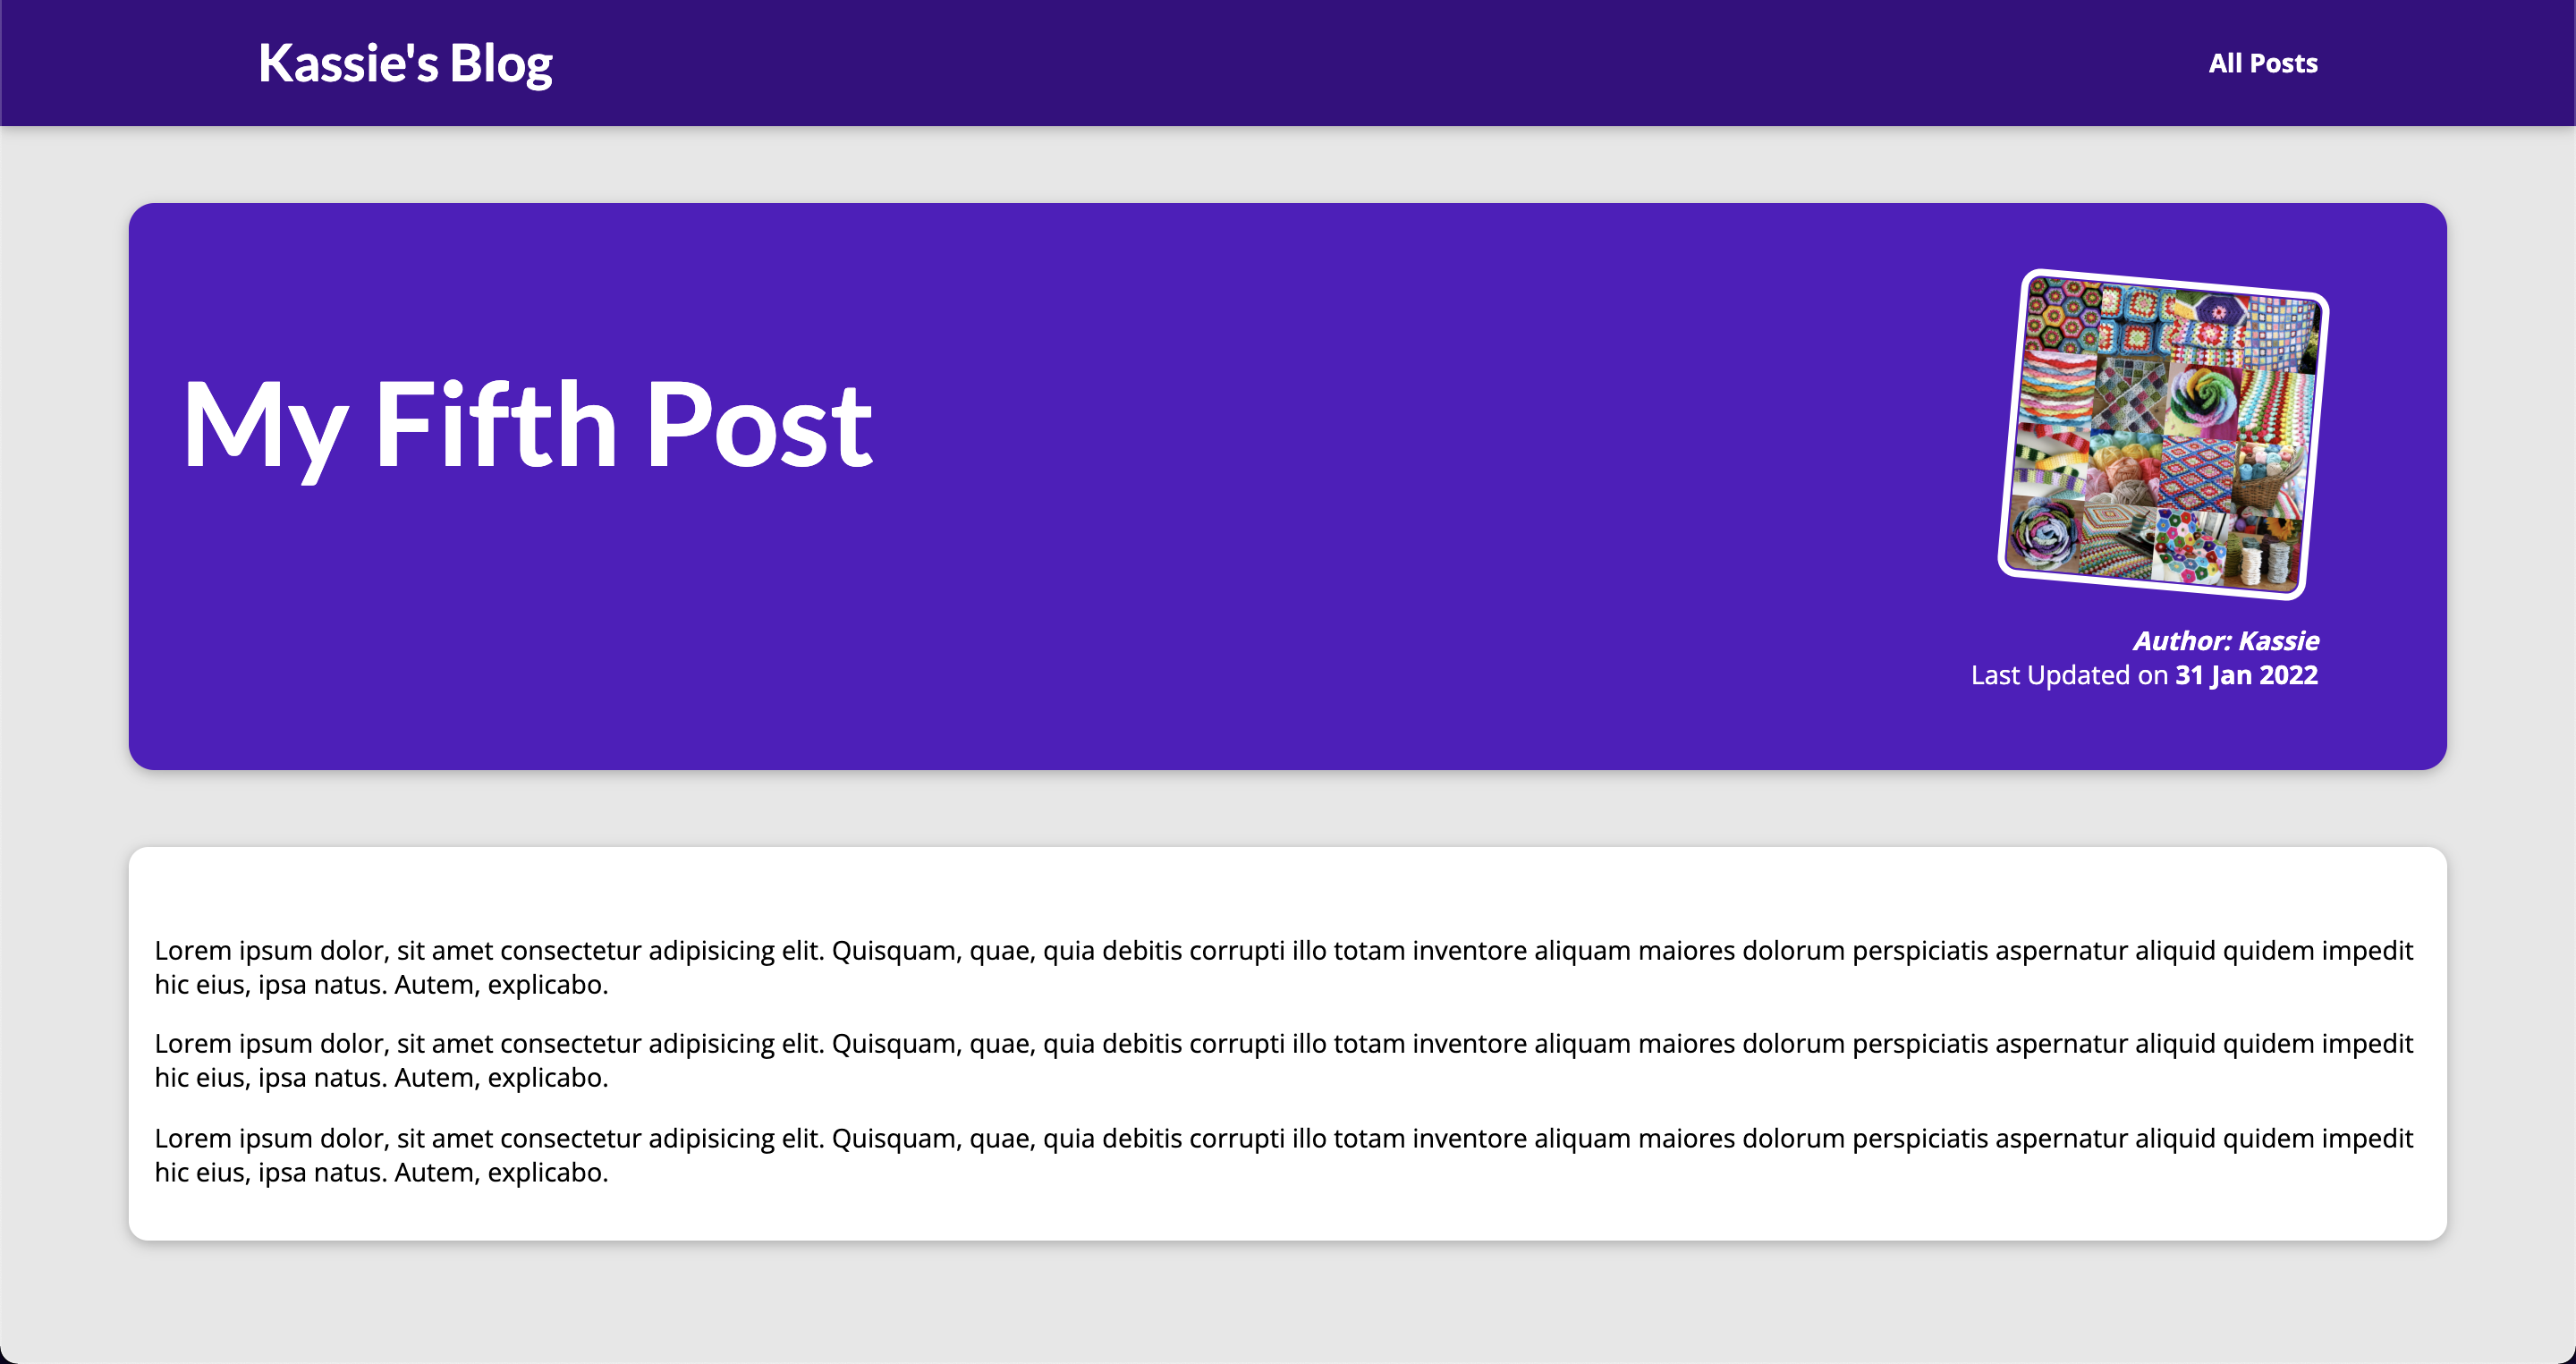 Kassie's Blog
All Posts
My Fifth Post
Author: Kassie
Last Updated on 31 Jan 2022
Lorem ipsum dolor, sit amet consectetur adipisicing elit. Quisquam, quae, quia debitis corrupti illo totam inventore aliquam maiores dolorum perspiciatis aspernatur aliquid quidem impedit
hic eius, ipsa natus. Autem, explicabo.
Lorem ipsum dolor, sit amet consectetur adipisicing elit. Quisquam, quae, quia debitis corrupti illo totam inventore aliquam maiores dolorum perspiciatis aspernatur aliquid quidem impedit
hic eius, ipsa natus. Autem, explicabo.
Lorem ipsum dolor, sit amet consectetur adipisicing elit. Quisquam, quae, quia debitis corrupti illo totam inventore aliquam maiores dolorum perspiciatis aspernatur aliquid quidem impedit
hic eius, ipsa natus. Autem, explicabo.